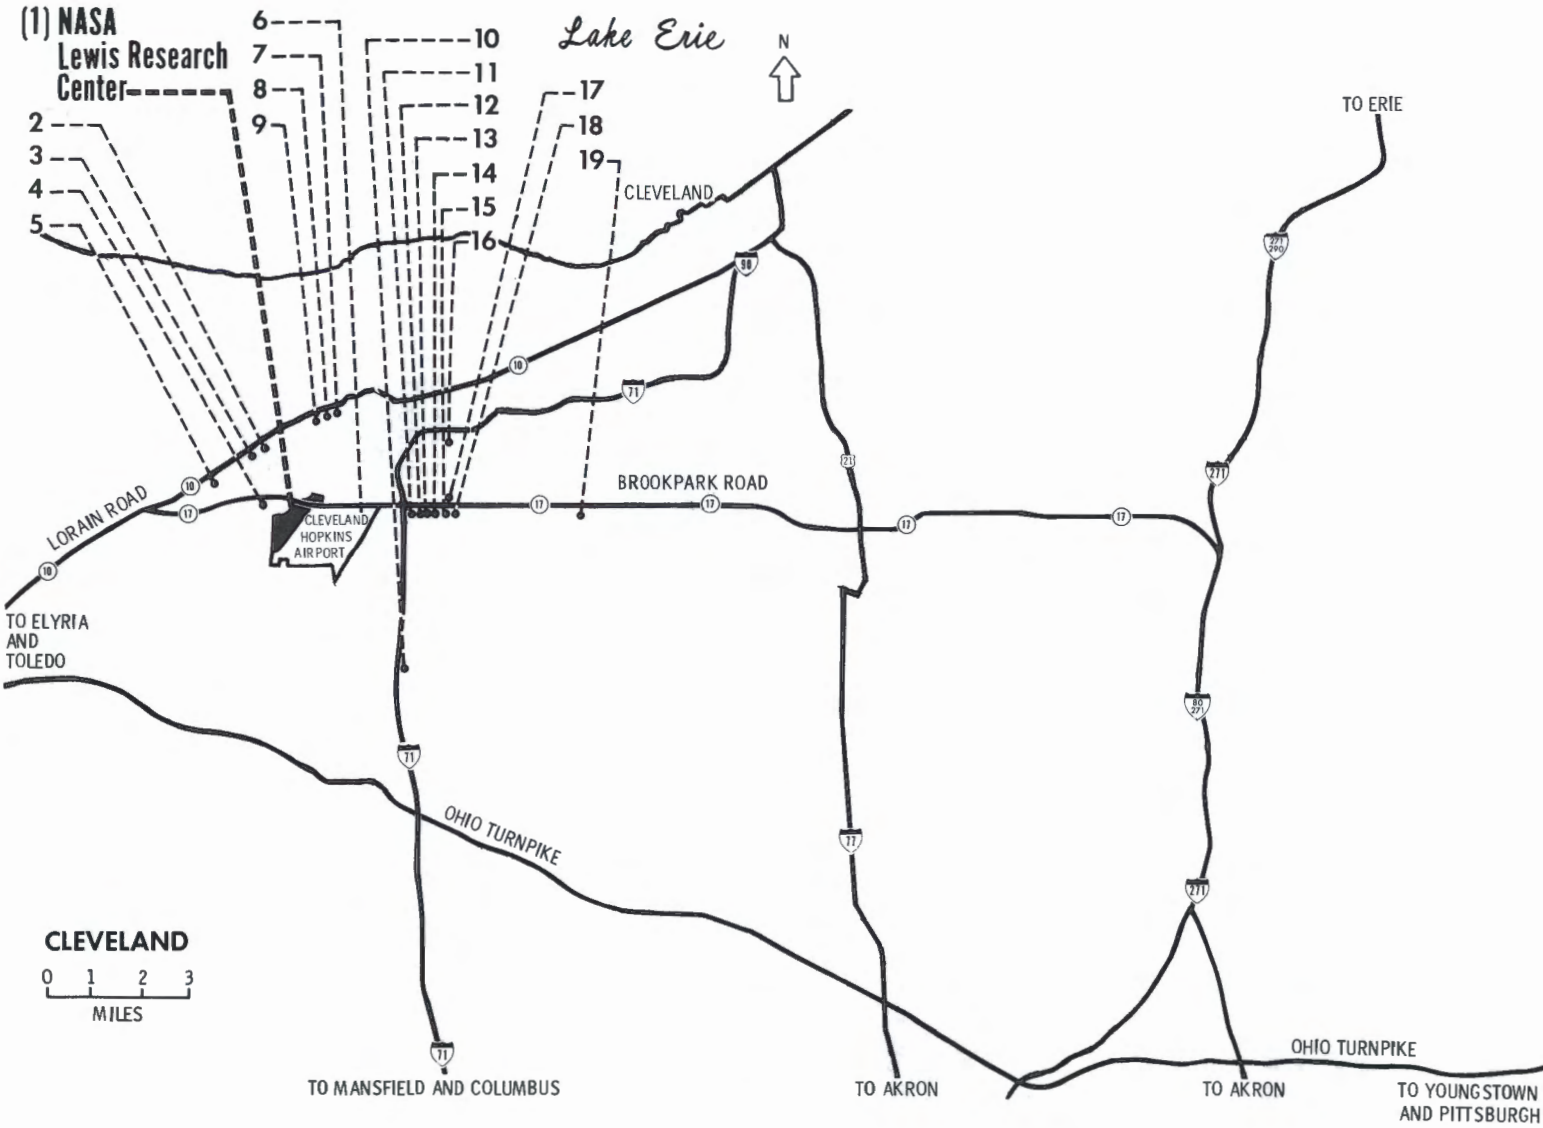 (1) NASA
Lewis Research
Center
2
3
4
5
6
7
8
9
10
11
12
13
14
15
16
17
18
19
Lake Erie
N
TO ERIE
CLEVELAND
271
290
90
10
71
21
271
BROOKPARK ROAD
10
17
17
17
17
17
LORAIN ROAD
CLEVELAND
HOPKINS
AIRPORT
10
TO ELYRIA
AND
TOLEDO
80
271
71
OHIO TURNPIKE
77
271
CLEVELAND
0 1 2 3
MILES
71
OHIO TURNPIKE
TO MANSFIELD AND COLUMBUS
TO AKRON
TO AKRON
TO YOUNGSTOWN
AND PITTSBURGH